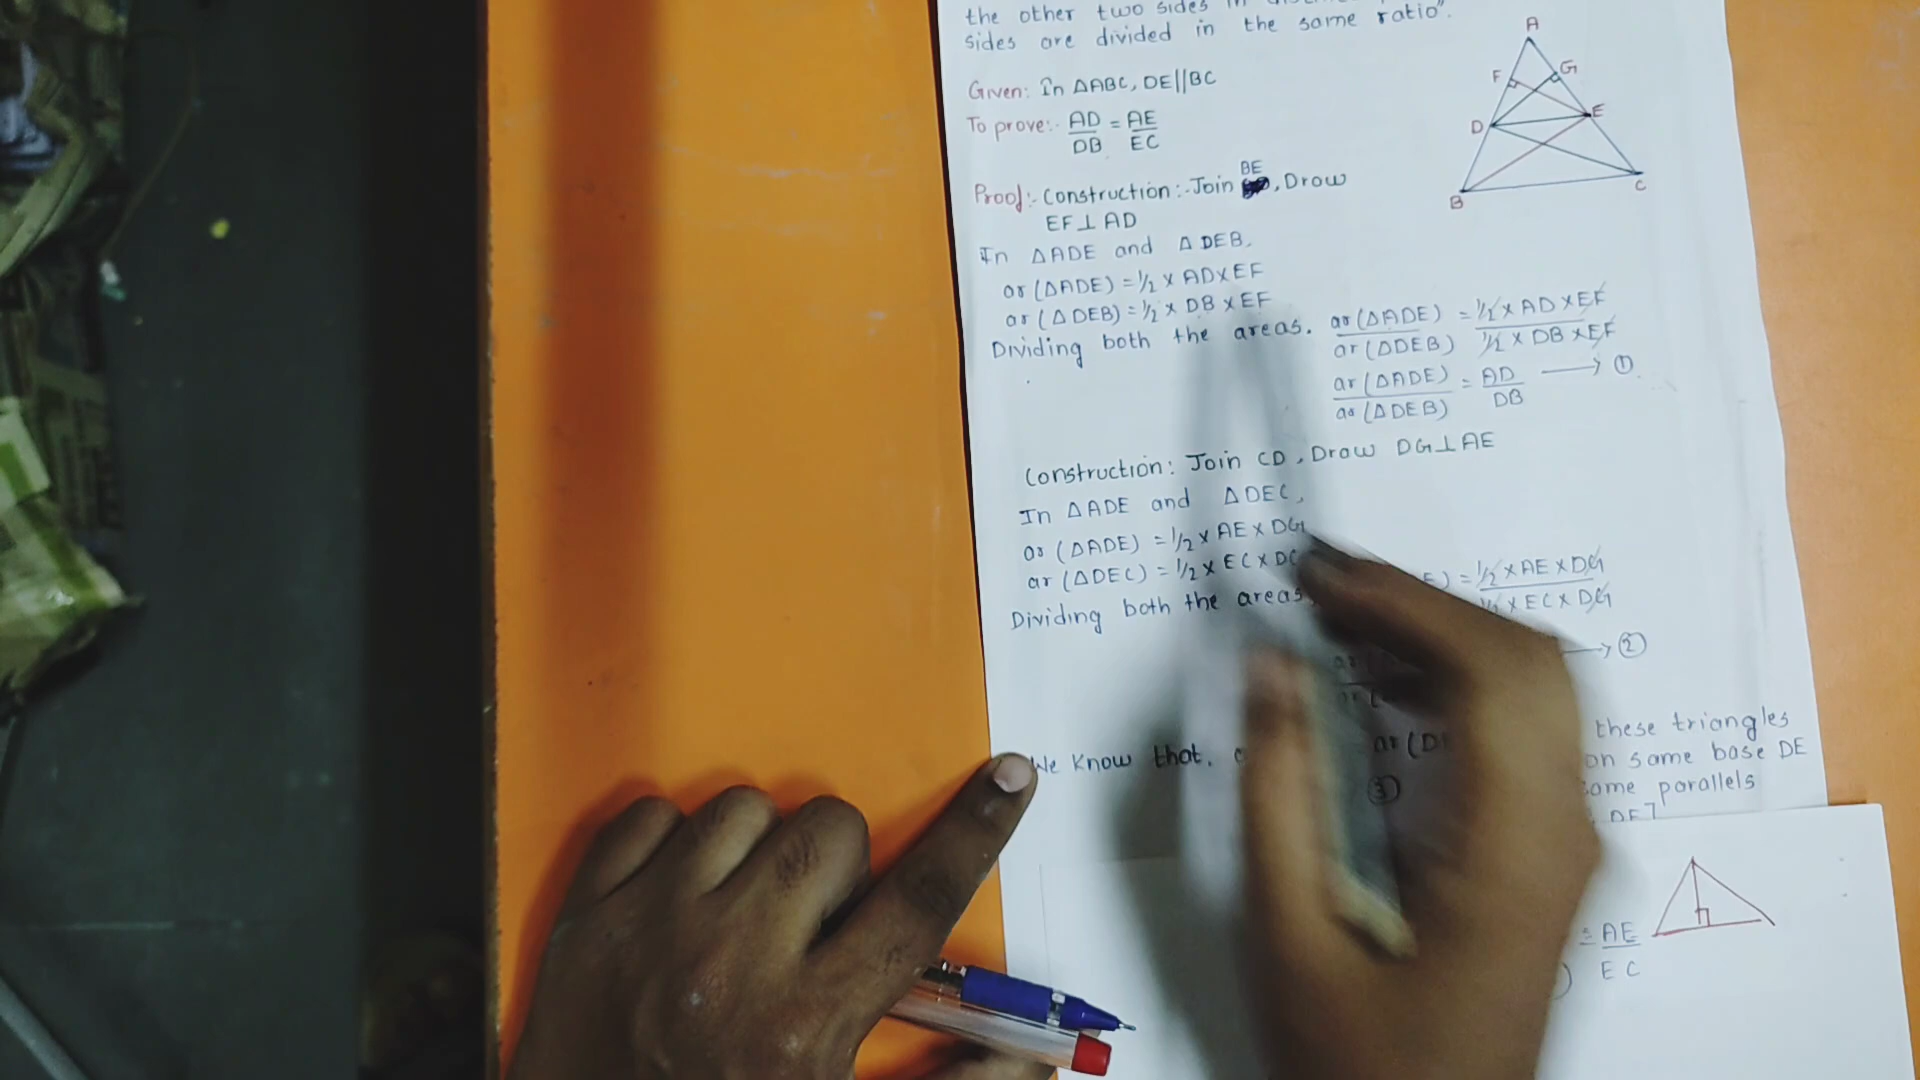 the other two sides in
sides are divided in the same ratio".
Given: In △ABC, DE||BC
To prove:- AD/DB = AE/EC
Proof:- Construction:- Join BE, Draw
EF⊥AD
In △ADE and △DEB,
ar (△ADE) = 1/2 x AD x EF
ar (△DEB) = 1/2 x DB x EF
Dividing both the areas.
ar (△ADE) / ar (△DEB) = 1/2 x AD x EF / 1/2 x DB x EF
ar (△ADE) / ar (△DEB) = AD / DB → ①
Construction: Join CD, Draw DG⊥AE
In △ADE and △DEC,
ar (△ADE) = 1/2 x AE x DG
ar (△DEC) = 1/2 x EC x
Dividing both the areas
= 1/2 x AE x DG / 1/2 x EC x DG
→ ②
these triangles
We Know that, ar (D
on same base DE
③
same parallels
= AE / EC
A
F
G
D
E
B
C